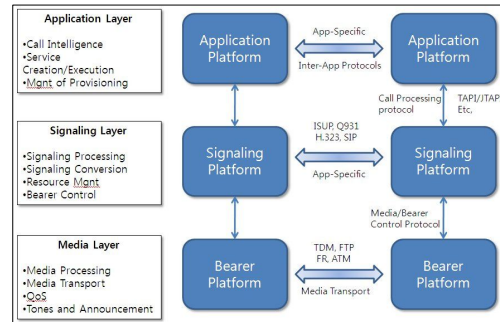 Application Layer
•Call Intelligence
•Service
Creation/Execution
•Mgnt of Provisioning
Application
Platform
App-Specific
Inter-App Protocols
Application
Platform
Call Processing
protocol
TAPI/JTAP
Etc,
Signaling Layer
•Signaling Processing
•Signaling Conversion
•Resource Mgnt
•Bearer Control
Signaling
Platform
ISUP, Q931
H.323, SIP
App-Specific
Signaling
Platform
Media/Bearer
Control Protocol
Media Layer
•Media Processing
•Media Transport
•QoS
•Tones and Announcement
Bearer
Platform
TDM, FTP
FR, ATM
Media Transport
Bearer
Platform